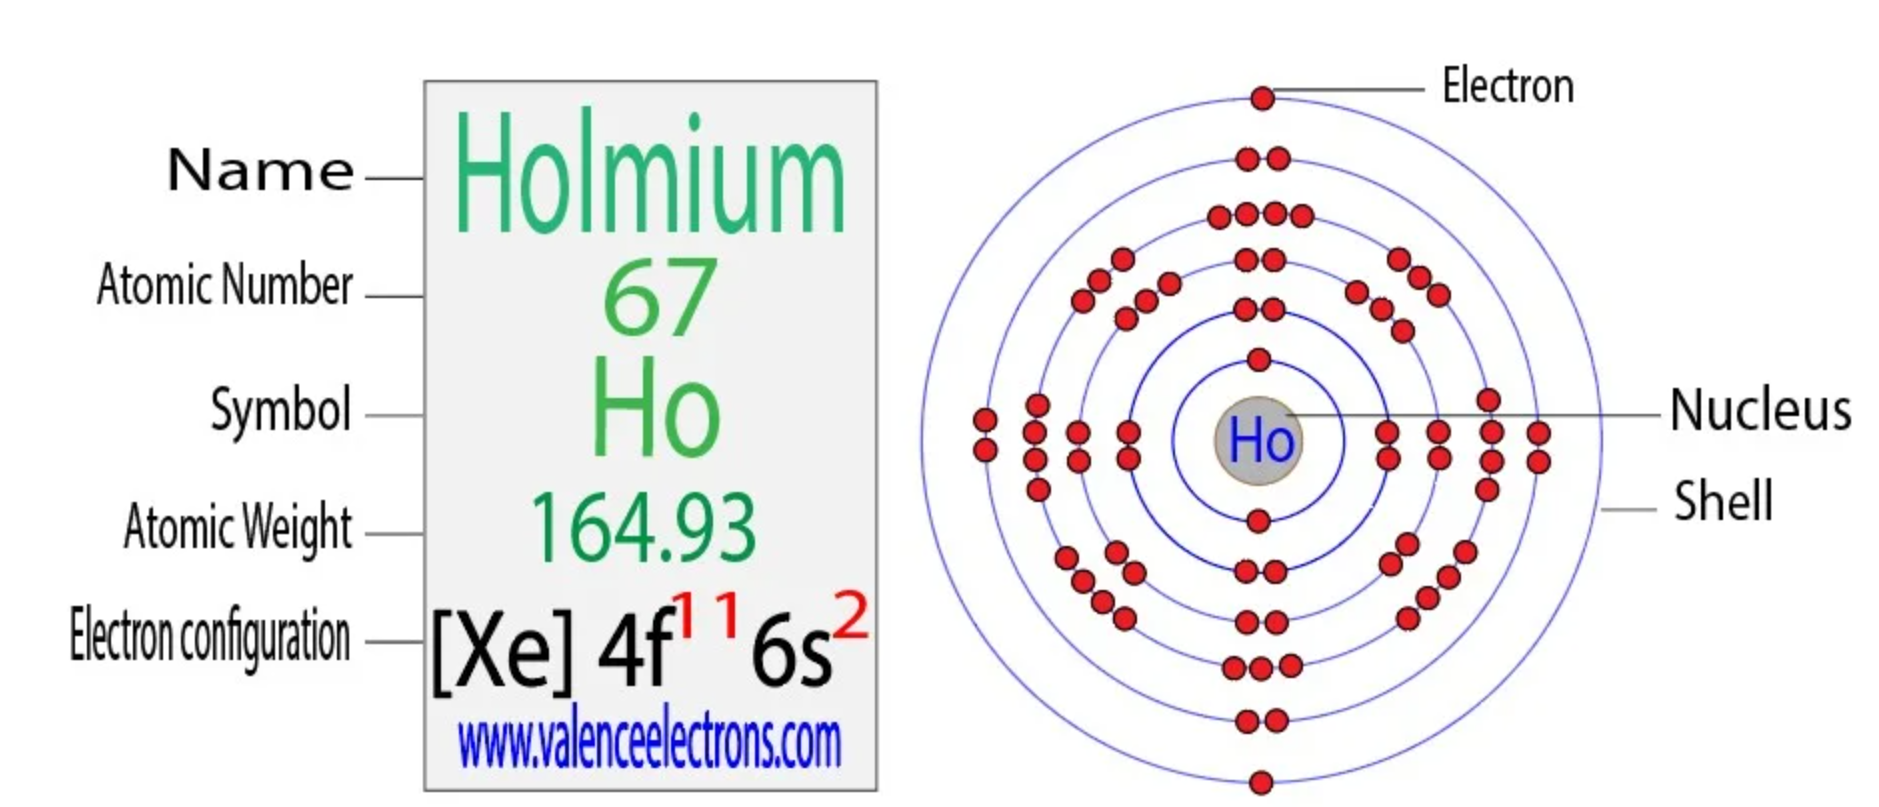 Name
Holmium
Atomic Number
67
Symbol
Ho
Atomic Weight
164.93
Electron configuration
[Xe] 4f¹¹ 6s²
www.valenceelectrons.com
Electron
Ho
Nucleus
Shell